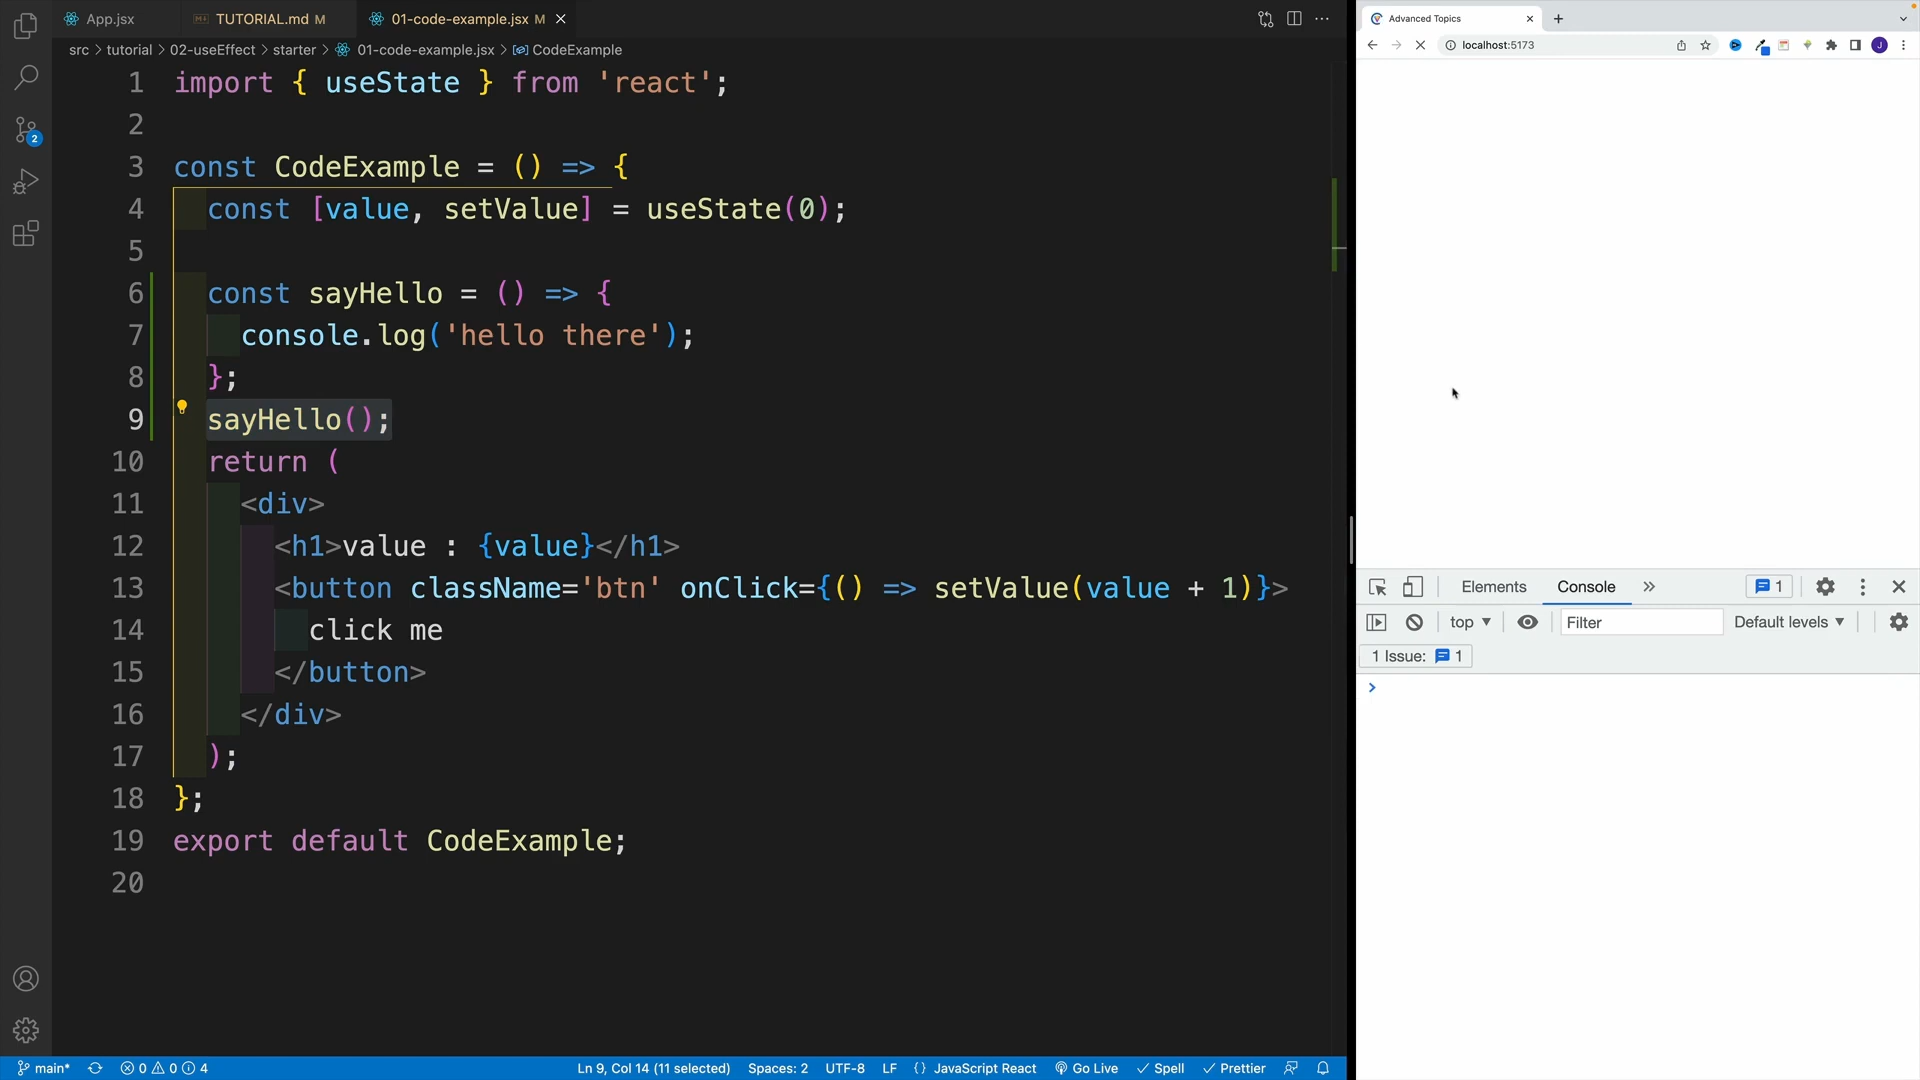 App.jsx
TUTORIAL.md M
01-code-example.jsx M
src > tutorial > 02-useEffect > starter > 01-code-example.jsx > CodeExample
1 import { useState } from 'react';
2
3 const CodeExample = () => {
4 const [value, setValue] = useState(0);
5
6 const sayHello = () => {
7 console.log('hello there');
8 };
9 sayHello();
10 return (
11 <div>
12 <h1>value : {value}</h1>
13 <button className='btn' onClick={() => setValue(value + 1)}>
14 click me
15 </button>
16 </div>
17 );
18 };
19 export default CodeExample;
20
2
main* 0 0 4 Ln 9, Col 14 (11 selected) Spaces: 2 UTF-8 LF {} JavaScript React Go Live Spell Prettier
Advanced Topics
localhost:5173
J
Elements Console 1
top Filter Default levels
1 Issue: 1